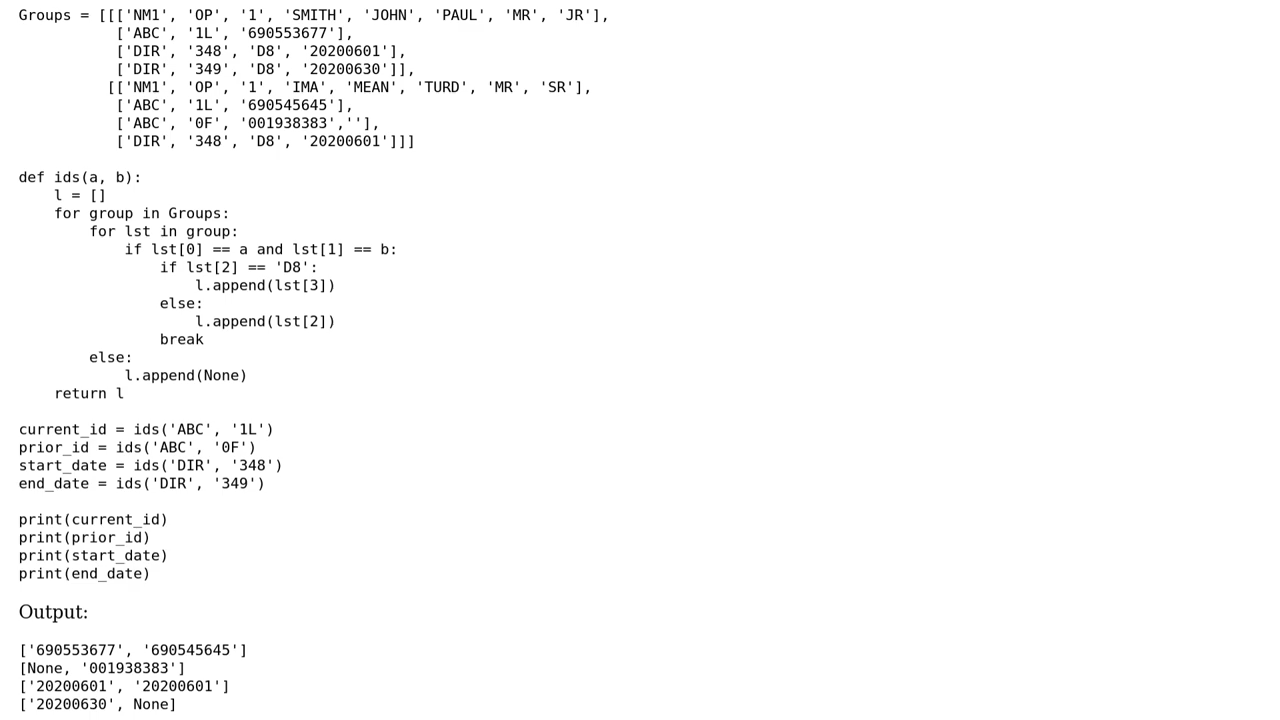 Groups = [[['NM1', 'OP', '1', 'SMITH', 'JOHN', 'PAUL', 'MR', 'JR'],
           ['ABC', '1L', '690553677'],
           ['DIR', '348', 'D8', '20200601'],
           ['DIR', '349', 'D8', '20200630']],
          [['NM1', 'OP', '1', 'IMA', 'MEAN', 'TURD', 'MR', 'SR'],
           ['ABC', '1L', '690545645'],
           ['ABC', '0F', '001938383',''],
           ['DIR', '348', 'D8', '20200601']]]

def ids(a, b):
    l = []
    for group in Groups:
        for lst in group:
            if lst[0] == a and lst[1] == b:
                if lst[2] == 'D8':
                    l.append(lst[3])
                else:
                    l.append(lst[2])
                break
        else:
            l.append(None)
    return l

current_id = ids('ABC', '1L')
prior_id = ids('ABC', '0F')
start_date = ids('DIR', '348')
end_date = ids('DIR', '349')

print(current_id)
print(prior_id)
print(start_date)
print(end_date)

Output:

['690553677', '690545645']
[None, '001938383']
['20200601', '20200601']
['20200630', None]